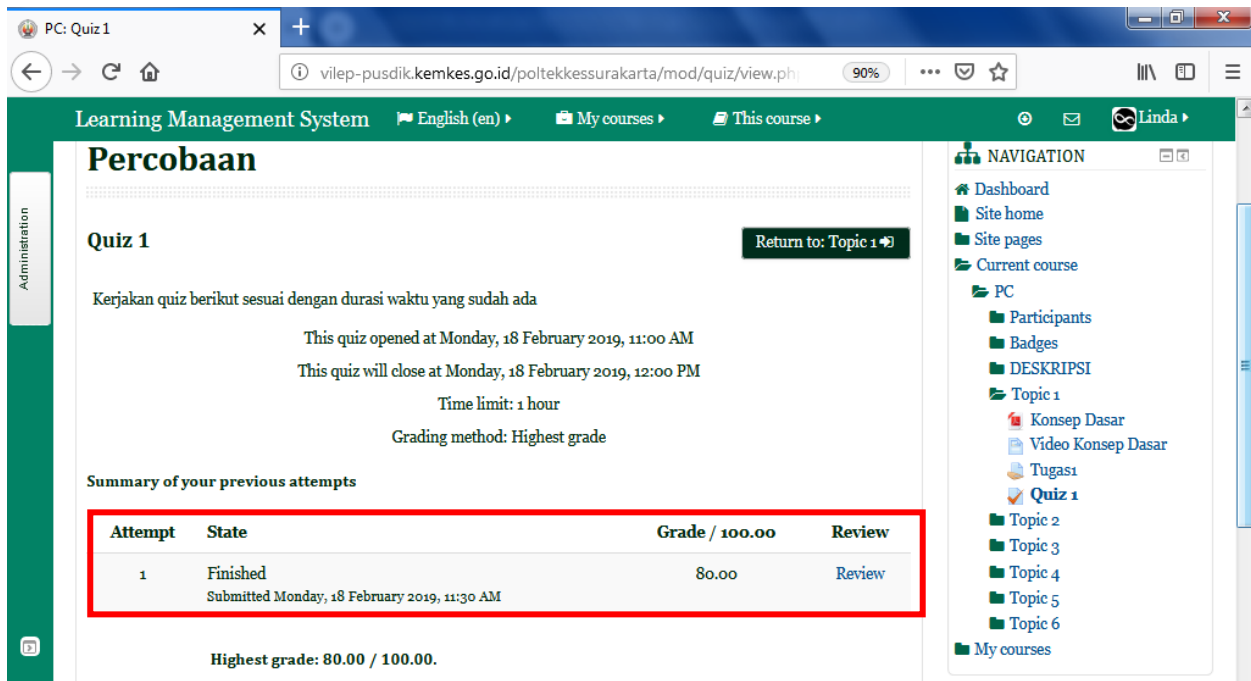 PC: Quiz 1
vilep-pusdik.kemkes.go.id/poltekkessurakarta/mod/quiz/view.ph
90%
Learning Management System
English (en)
My courses
This course
Linda
Administration
Percobaan
Quiz 1
Return to: Topic 1
Kerjakan quiz berikut sesuai dengan durasi waktu yang sudah ada
This quiz opened at Monday, 18 February 2019, 11:00 AM
This quiz will close at Monday, 18 February 2019, 12:00 PM
Time limit: 1 hour
Grading method: Highest grade
Summary of your previous attempts
Attempt State Grade / 100.00 Review
1 Finished 80.00 Review
Submitted Monday, 18 February 2019, 11:30 AM
Highest grade: 80.00 / 100.00.
NAVIGATION
Dashboard
Site home
Site pages
Current course
PC
Participants
Badges
DESKRIPSI
Topic 1
Konsep Dasar
Video Konsep Dasar
Tugas1
Quiz 1
Topic 2
Topic 3
Topic 4
Topic 5
Topic 6
My courses